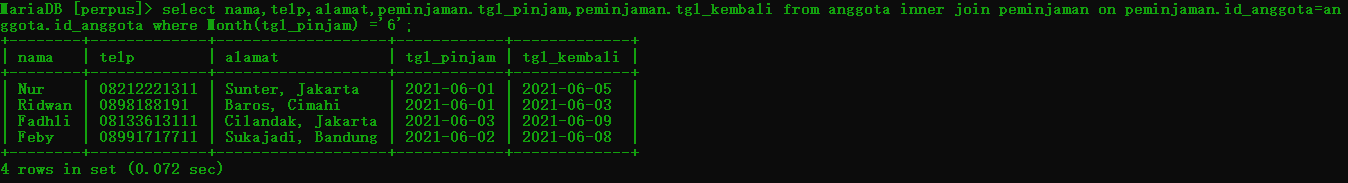 MariaDB [perpus]> select nama,telp,alamat,peminjaman.tgl_pinjam,peminjaman.tgl_kembali from anggota inner join peminjaman on peminjaman.id_anggota=an
ggota.id_anggota where Month(tgl_pinjam) ='6';
+--------+-------------+-------------------+------------+-------------+
| nama   | telp        | alamat            | tgl_pinjam | tgl_kembali |
+--------+-------------+-------------------+------------+-------------+
| Nur    | 08212221311 | Sunter, Jakarta   | 2021-06-01 | 2021-06-05  |
| Ridwan | 0898188191  | Baros, Cimahi     | 2021-06-01 | 2021-06-03  |
| Fadhli | 08133613111 | Cilandak, Jakarta | 2021-06-03 | 2021-06-09  |
| Feby   | 08991717711 | Sukajadi, Bandung | 2021-06-02 | 2021-06-08  |
+--------+-------------+-------------------+------------+-------------+
4 rows in set (0.072 sec)